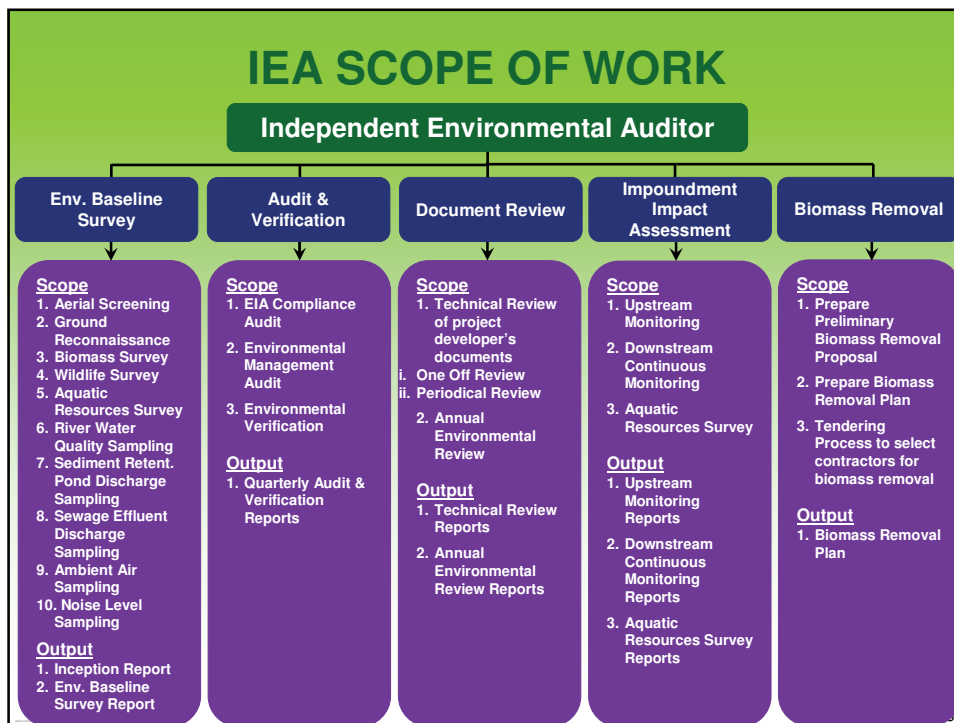 IEA SCOPE OF WORK
Independent Environmental Auditor
Env. Baseline
Survey
Scope
1. Aerial Screening
2. Ground
Reconnaissance
3. Biomass Survey
4. Wildlife Survey
5. Aquatic
Resources Survey
6. River Water
Quality Sampling
7. Sediment Retent.
Pond Discharge
Sampling
8. Sewage Effluent
Discharge
Sampling
9. Ambient Air
Sampling
10. Noise Level
Sampling
Output
1. Inception Report
2. Env. Baseline
Survey Report
Audit &
Verification
Scope
1. EIA Compliance
Audit
2. Environmental
Management
Audit
3. Environmental
Verification
Output
1. Quarterly Audit &
Verification
Reports
Document Review
Scope
1. Technical Review
of project
developer's
documents
i. One Off Review
ii. Periodical Review
2. Annual
Environmental
Review
Output
1. Technical Review
Reports
2. Annual
Environmental
Review Reports
Impoundment
Impact
Assessment
Scope
1. Upstream
Monitoring
2. Downstream
Continuous
Monitoring
3. Aquatic
Resources Survey
Output
1. Upstream
Monitoring
Reports
2. Downstream
Continuous
Monitoring
Reports
3. Aquatic
Resources Survey
Reports
Biomass Removal
Scope
1. Prepare
Preliminary
Biomass Removal
Proposal
2. Prepare Biomass
Removal Plan
3. Tendering
Process to select
contractors for
biomass removal
Output
1. Biomass Removal
Plan